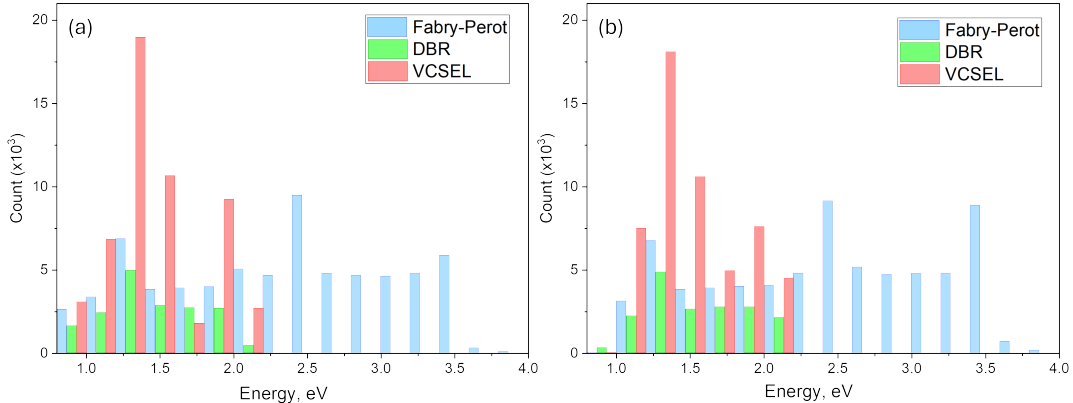 (a)
Fabry-Perot
DBR
VCSEL
Count (x10³)
20
15
10
5
0
1.0 1.5 2.0 2.5 3.0 3.5 4.0
Energy, eV
(b)
Fabry-Perot
DBR
VCSEL
Count (x10³)
20
15
10
5
0
1.0 1.5 2.0 2.5 3.0 3.5 4.0
Energy, eV